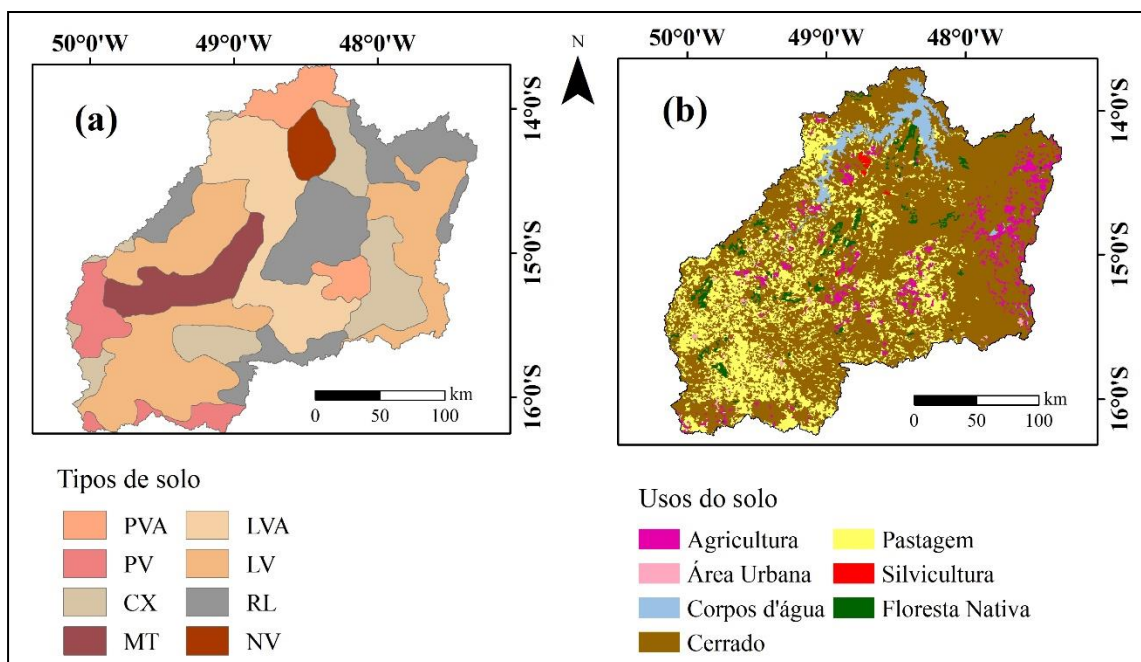 50°0'W 49°0'W 48°0'W
N
50°0'W 49°0'W 48°0'W
(a)
14°0'S
15°0'S
16°0'S
km
0 50 100
(b)
14°0'S
15°0'S
16°0'S
km
0 50 100
Tipos de solo
PVA LVA
PV LV
CX RL
MT NV
Usos do solo
Agricultura Pastagem
Área Urbana Silvicultura
Corpos d'água Floresta Nativa
Cerrado